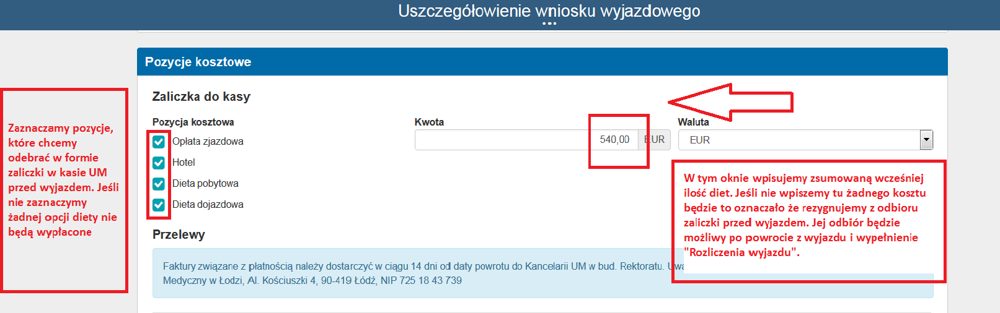 Uszczegółowienie wniosku wyjazdowego
Pozycje kosztowe
Zaliczka do kasy
Pozycja kosztowa
Kwota
Waluta
Opłata zjazdowa
540,00
EUR
EUR
Hotel
Dieta pobytowa
Dieta dojazdowa
Zaznaczamy pozycje,
które chcemy
odebrać w formie
zaliczki w kasie UM
przed wyjazdem. Jeśli
nie zaznaczymy
żadnej opcji diety nie
będą wypłacone
W tym oknie wpisujemy zsumowaną wcześniej
ilość diet. Jeśli nie wpiszemy tu żadnego kosztu
będzie to oznaczało że rezygnujemy z odbioru
zaliczki przed wyjazdem. Jej odbiór będzie
możliwy po powrocie z wyjazdu i wypełnienie
"Rozliczenia wyjazdu".
Przelewy
Faktury związane z płatnością należy dostarczyć w ciągu 14 dni od daty powrotu do Kancelarii UM w bud. Rektoratu.
Medyczny w Łodzi, Al. Kościuszki 4, 90-419 Łódź, NIP 725 18 43 739